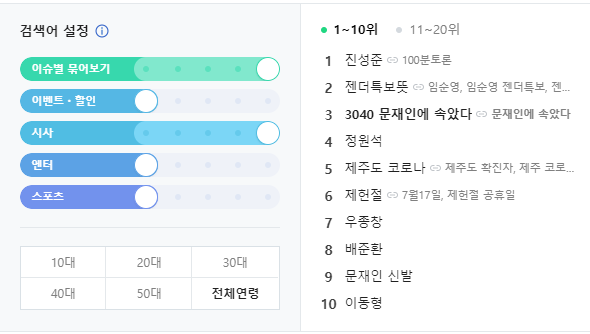 검색어 설정
이슈별 묶어보기
이벤트·할인
시사
엔터
스포츠
10대 20대 30대
40대 50대 전체연령
1~10위 11~20위
1 진성준 100분토론
2 젠더특보뜻 임순영, 임순영 젠더특보, 젠...
3 3040 문재인에 속았다 문재인에 속았다
4 정원석
5 제주도 코로나 제주도 확진자, 제주 코로...
6 제헌절 7월17일, 제헌절 공휴일
7 우종창
8 배준환
9 문재인 신발
10 이동형